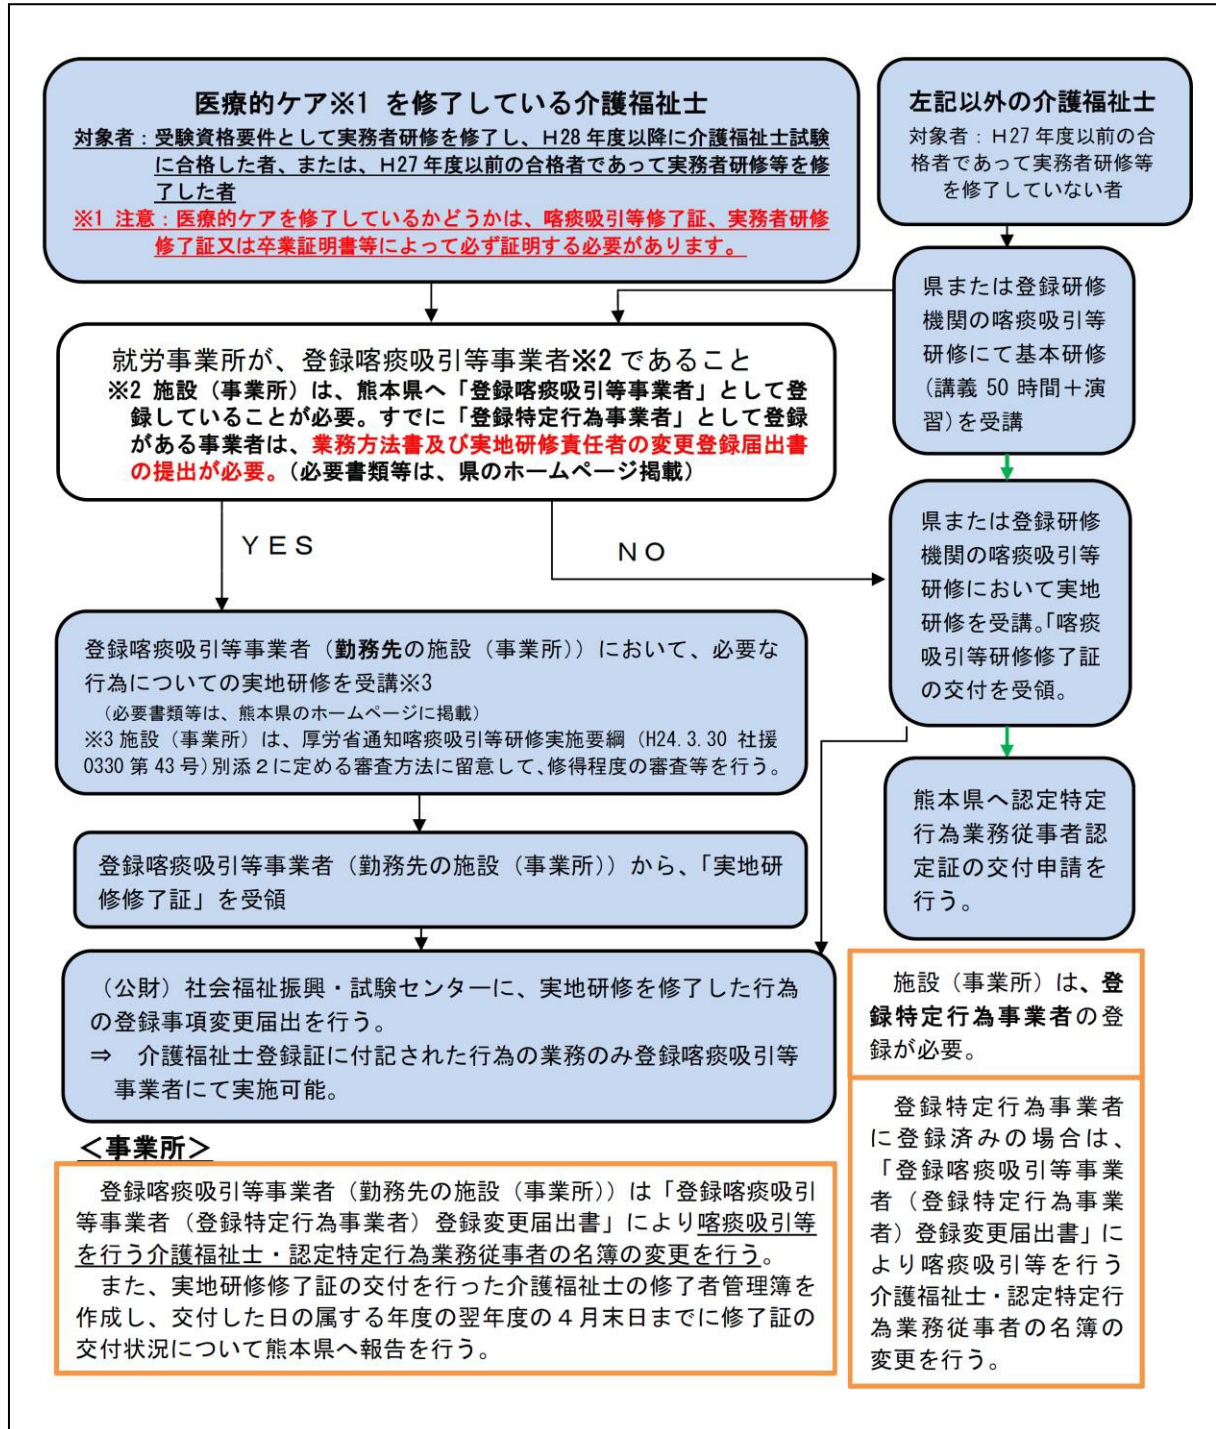 医療的ケア※1 を修了している介護福祉士
対象者：受験資格要件として実務者研修を修了し、H28 年度以降に介護福祉士試験
に合格した者、または、H27 年度以前の合格者であって実務者研修等を修
了した者
※1 注意：医療的ケアを修了しているかどうかは、喀痰吸引等修了証、実務者研修
修了証又は卒業証明書等によって必ず証明する必要があります。
左記以外の介護福祉士
対象者：H27 年度以前の合
格者であって実務者研修等
を修了していない者
県または登録研修
機関の喀痰吸引等
研修にて基本研修
(講義 50 時間＋演
習)を受講
就労事業所が、登録喀痰吸引等事業者※2 であること
※2 施設（事業所）は、熊本県へ「登録喀痰吸引等事業者」として登
録していることが必要。すでに「登録特定行為事業者」として登録
がある事業者は、業務方法書及び実地研修責任者の変更登録届出書
の提出が必要。（必要書類等は、県のホームページ掲載）
YES
NO
県または登録研修
機関の喀痰吸引等
研修において実地
研修を受講。「喀痰
吸引等研修修了証
の交付を受領。
登録喀痰吸引等事業者（勤務先の施設（事業所））において、必要な
行為についての実地研修を受講※3
（必要書類等は、熊本県のホームページに掲載）
※3 施設（事業所）は、厚労省通知喀痰吸引等研修実施要綱（H24.3.30 社援
0330 第 43 号）別添２に定める審査方法に留意して、修得程度の審査等を行う。
熊本県へ認定特定
行為業務従事者認
定証の交付申請を
行う。
登録喀痰吸引等事業者（勤務先の施設（事業所））から、「実地研
修修了証」を受領
（公財）社会福祉振興・試験センターに、実地研修を修了した行為
の登録事項変更届出を行う。
⇒　介護福祉士登録証に付記された行為の業務のみ登録喀痰吸引等
事業者にて実施可能。
施設（事業所）は、登
録特定行為事業者の登
録が必要。
登録特定行為事業者
に登録済みの場合は、
「登録喀痰吸引等事業
者（登録特定行為事業
者）登録変更届出書」に
より喀痰吸引等を行う
介護福祉士・認定特定行
為業務従事者の名簿の
変更を行う。
＜事業所＞
登録喀痰吸引等事業者（勤務先の施設（事業所））は「登録喀痰吸引
等事業者（登録特定行為事業者）登録変更届出書」により喀痰吸引等
を行う介護福祉士・認定特定行為業務従事者の名簿の変更を行う。
また、実地研修修了証の交付を行った介護福祉士の修了者管理簿を
作成し、交付した日の属する年度の翌年度の４月末日までに修了証の
交付状況について熊本県へ報告を行う。